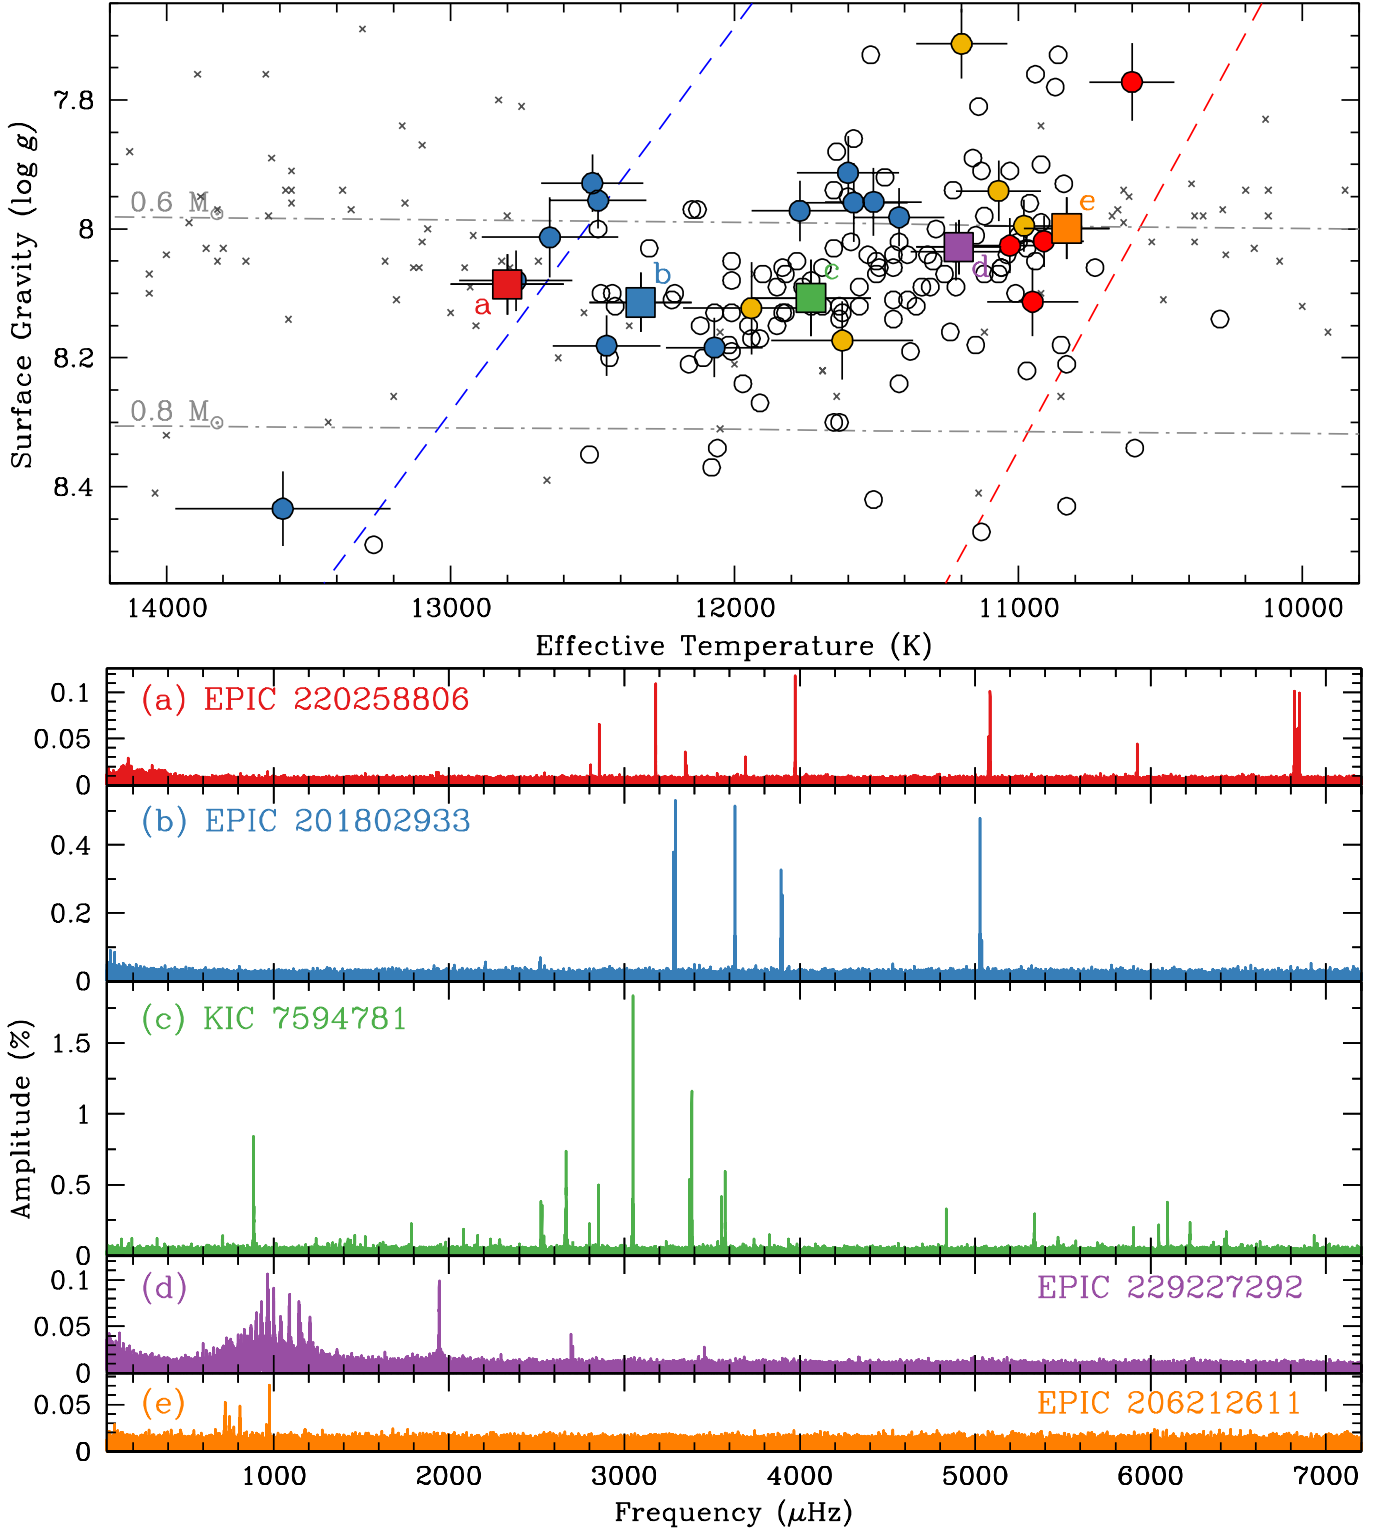 Surface Gravity (log g)
7.8
8
8.2
8.4
0.6 M☉
0.8 M☉
a
b
c
d
e
14000 13000 12000 11000 10000
Effective Temperature (K)
Amplitude (%)
0.1
0.05
0
(a) EPIC 220258806
0.4
0.2
0
(b) EPIC 201802933
1.5
1
0.5
0
(c) KIC 7594781
0.1
0.05
0
(d) EPIC 229227292
0.05
0
(e) EPIC 206212611
1000 2000 3000 4000 5000 6000 7000
Frequency (μHz)